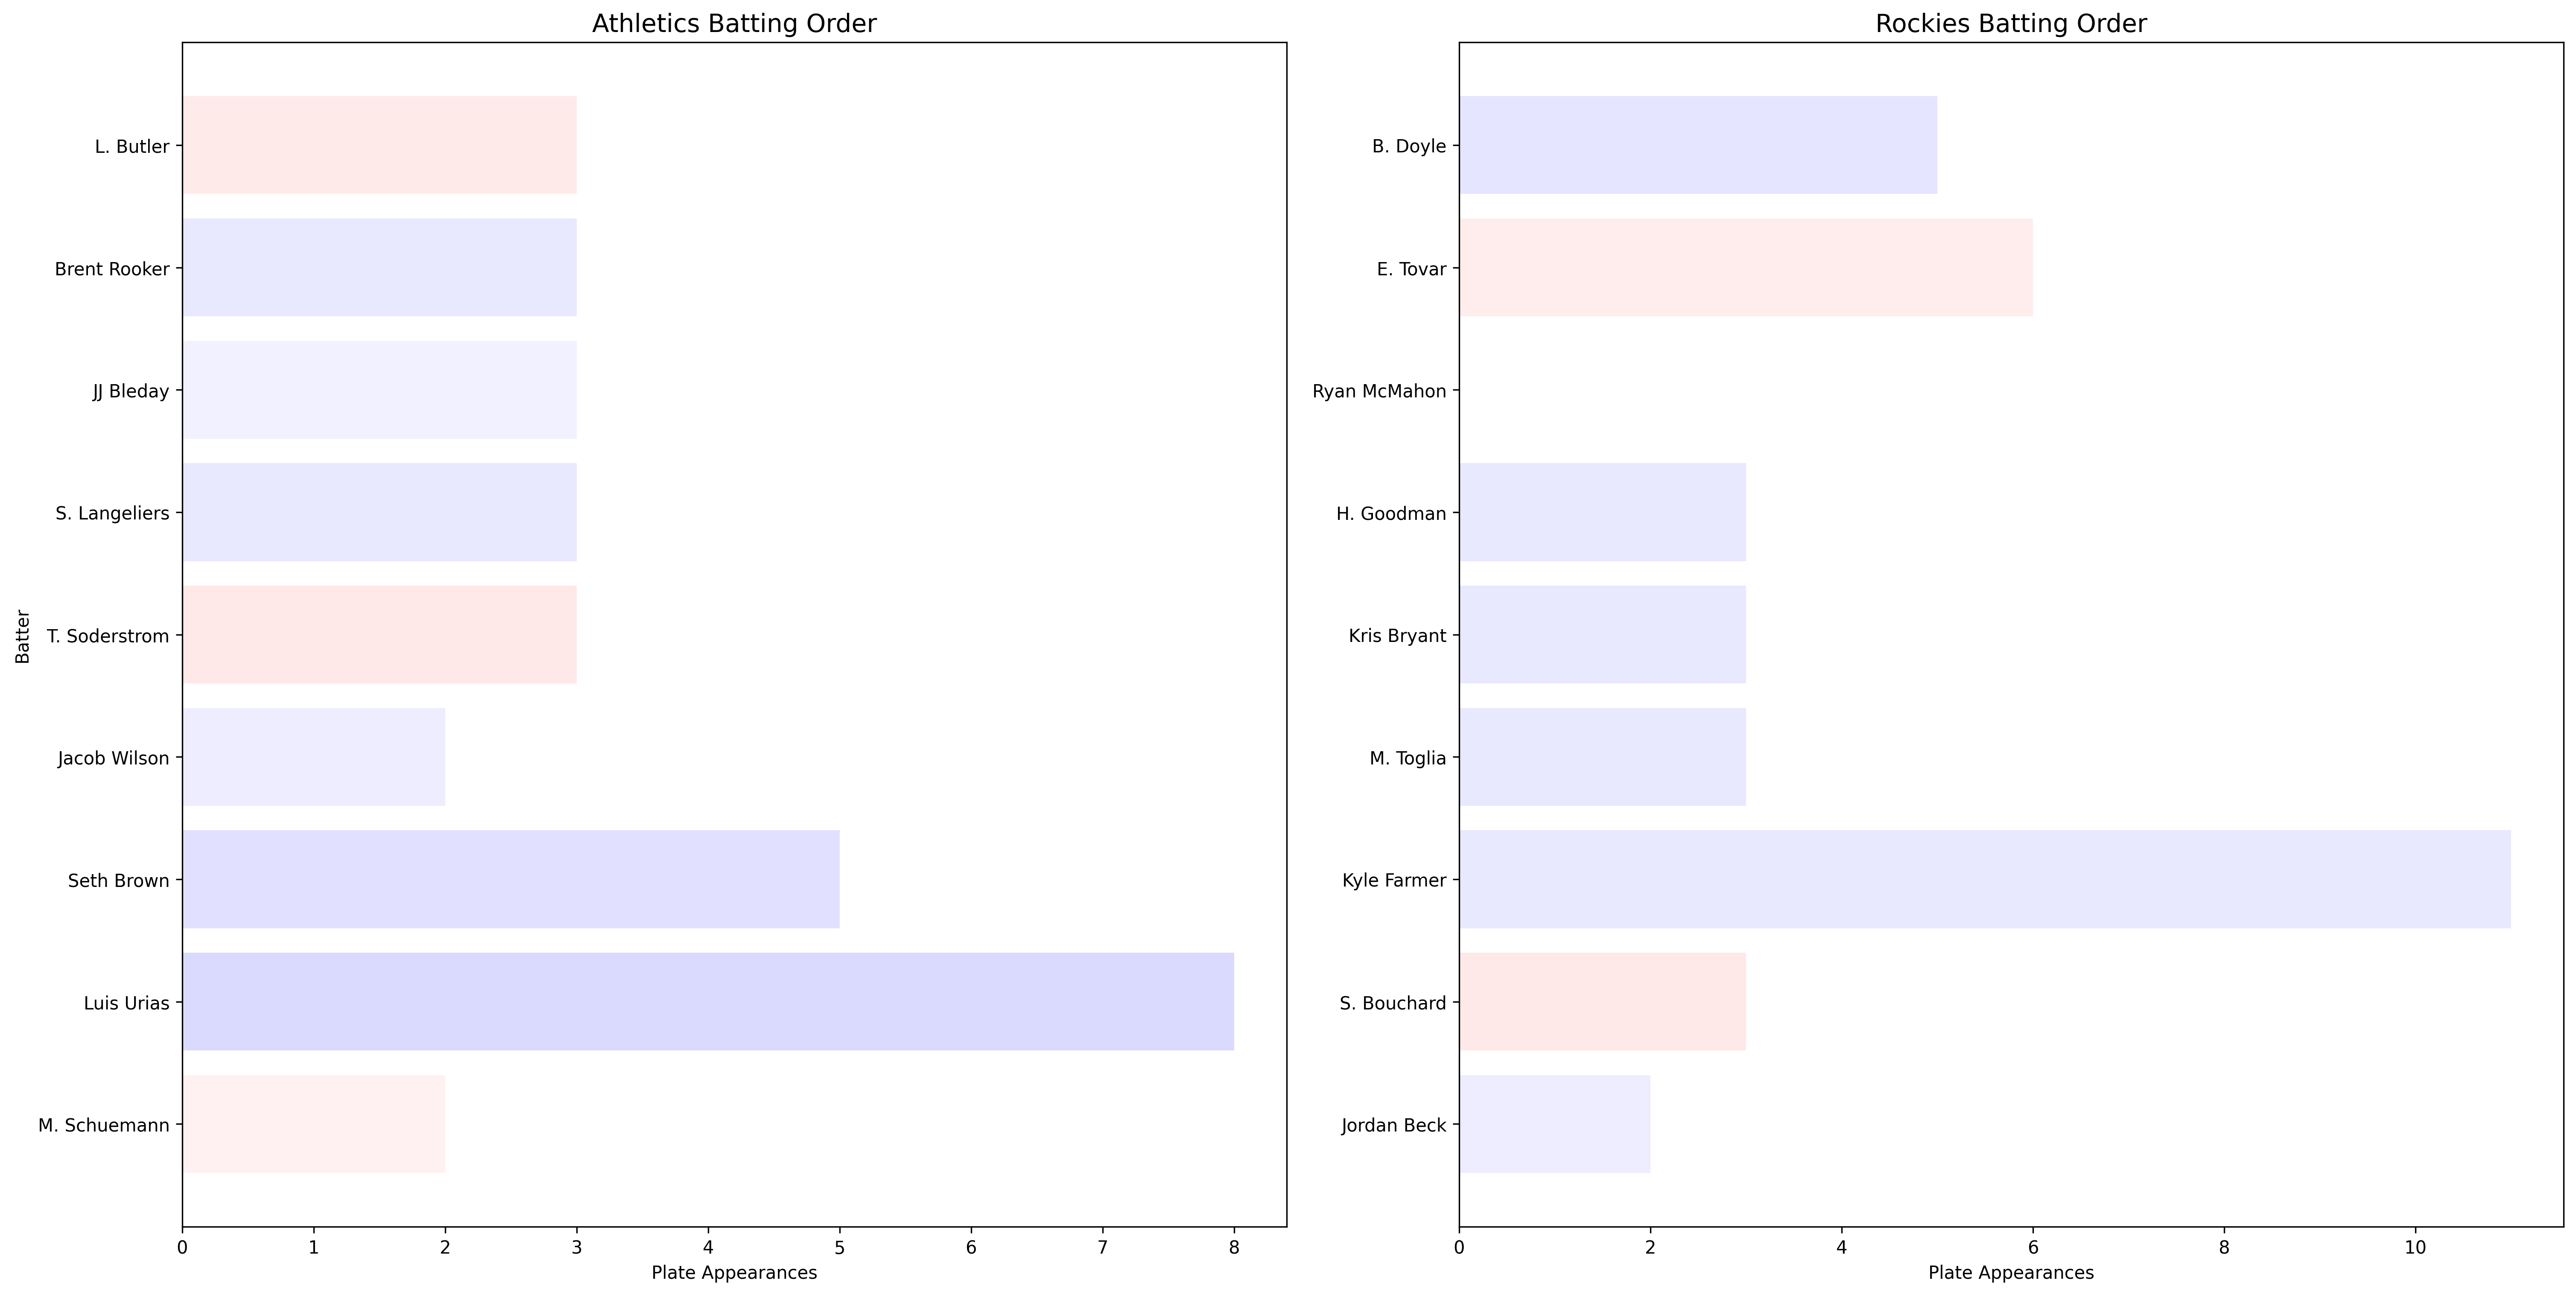 Athletics Batting Order
Batter
L. Butler
Brent Rooker
JJ Bleday
S. Langeliers
T. Soderstrom
Jacob Wilson
Seth Brown
Luis Urias
M. Schuemann
0 1 2 3 4 5 6 7 8
Plate Appearances
Rockies Batting Order
B. Doyle
E. Tovar
Ryan McMahon
H. Goodman
Kris Bryant
M. Toglia
Kyle Farmer
S. Bouchard
Jordan Beck
0 2 4 6 8 10
Plate Appearances